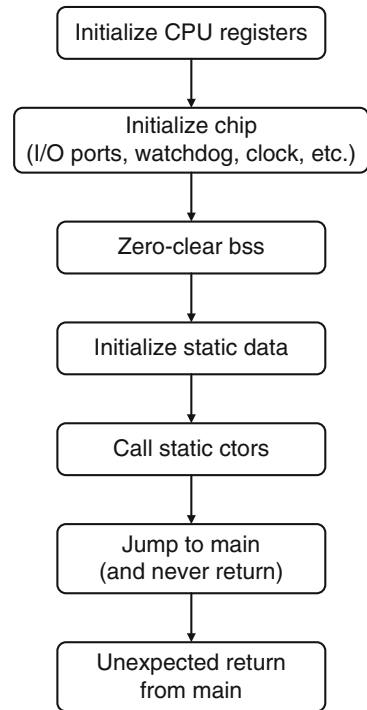 Initialize CPU registers
Initialize chip
(I/O ports, watchdog, clock, etc.)
Zero-clear bss
Initialize static data
Call static ctors
Jump to main
(and never return)
Unexpected return
from main